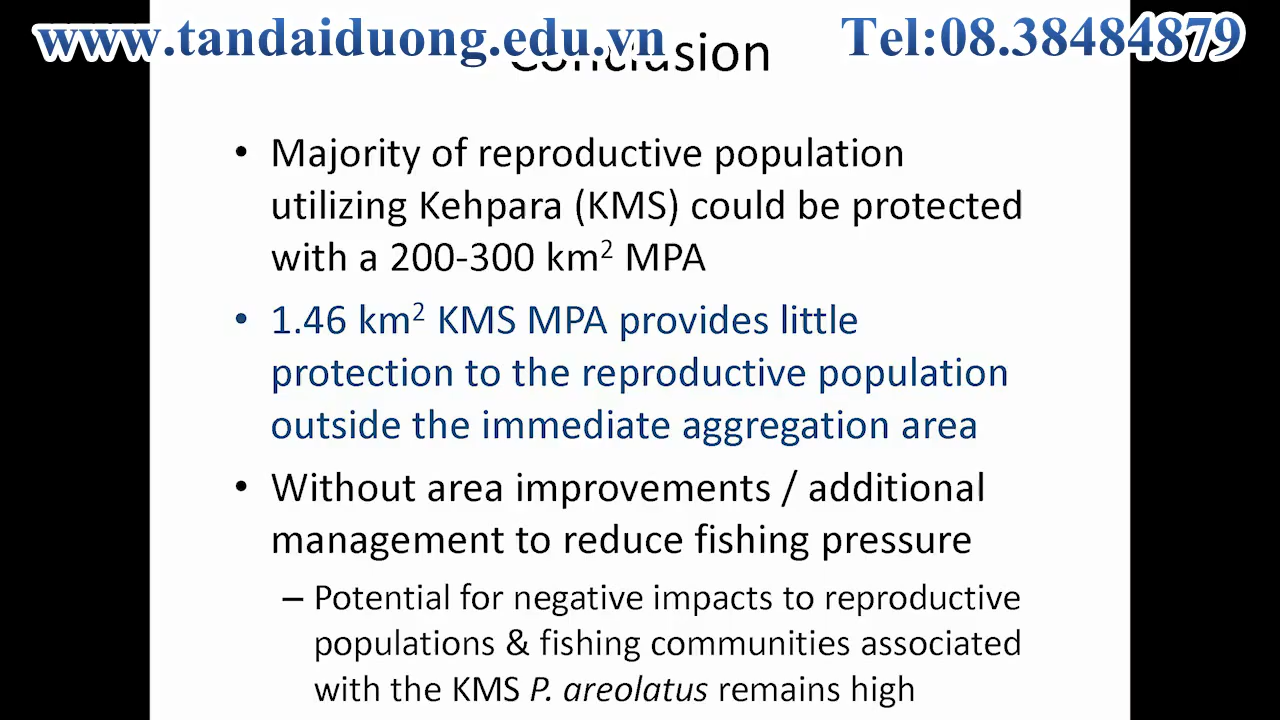 www.tandaiduong.edu.vn Tel:08.38484879
Conclusion
• Majority of reproductive population
utilizing Kehpara (KMS) could be protected
with a 200-300 km² MPA
• 1.46 km² KMS MPA provides little
protection to the reproductive population
outside the immediate aggregation area
• Without area improvements / additional
management to reduce fishing pressure
– Potential for negative impacts to reproductive
populations & fishing communities associated
with the KMS P. areolatus remains high